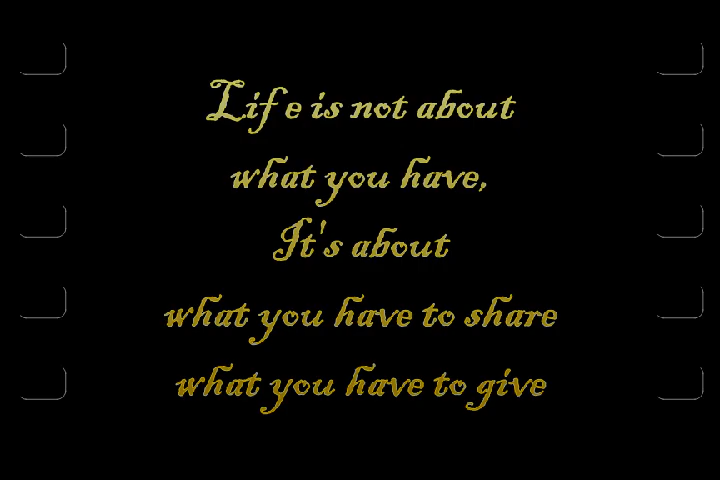 Life is not about
what you have,
It's about
what you have to share
what you have to give